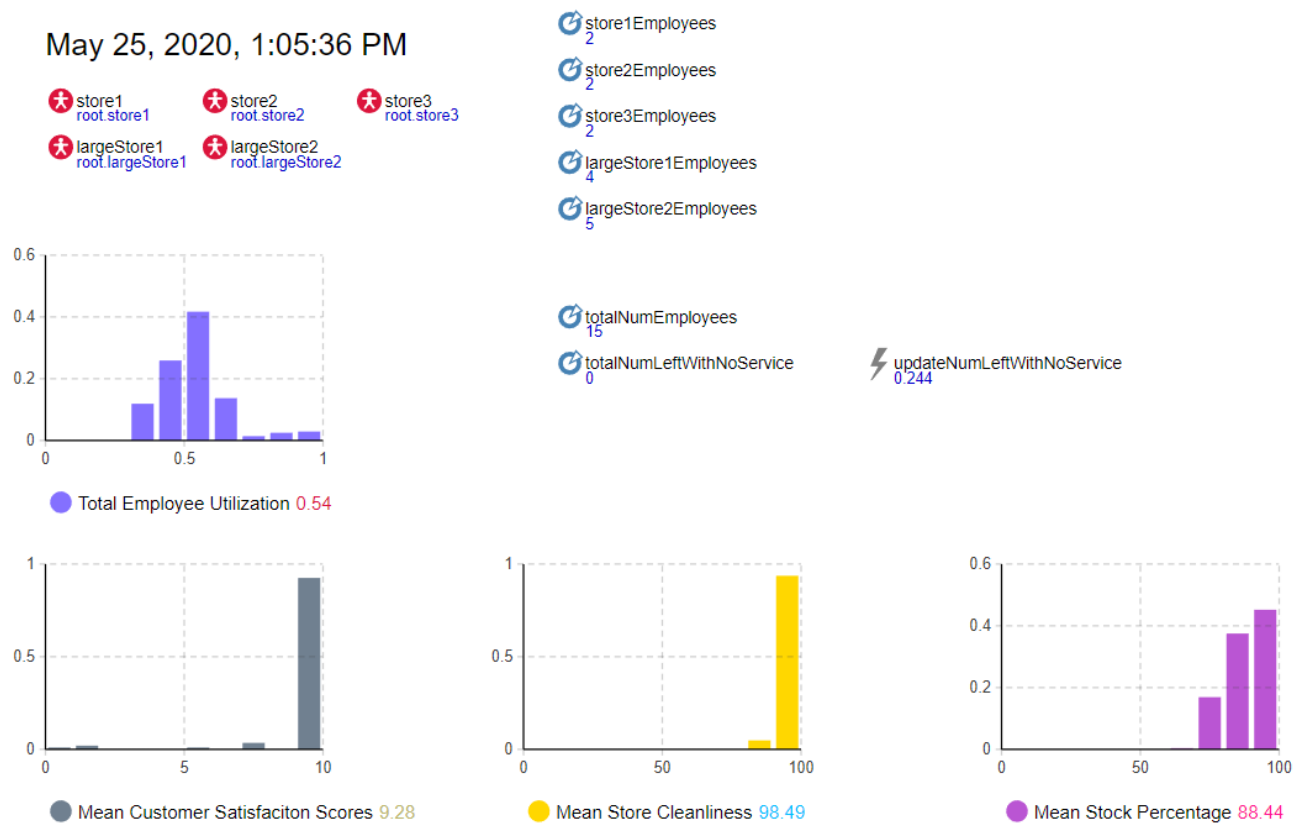 May 25, 2020, 1:05:36 PM
store1
root.store1
store2
root.store2
store3
root.store3
largeStore1
root.largeStore1
largeStore2
root.largeStore2
store1Employees
2
store2Employees
2
store3Employees
2
largeStore1Employees
4
largeStore2Employees
5
totalNumEmployees
15
totalNumLeftWithNoService
0
updateNumLeftWithNoService
0.244
0.6
0.4
0.2
0
0 0.5 1
Total Employee Utilization 0.54
1
0.5
0
0 5 10
Mean Customer Satisfaciton Scores 9.28
1
0.5
0
0 50 100
Mean Store Cleanliness 98.49
0.6
0.4
0.2
0
0 50 100
Mean Stock Percentage 88.44